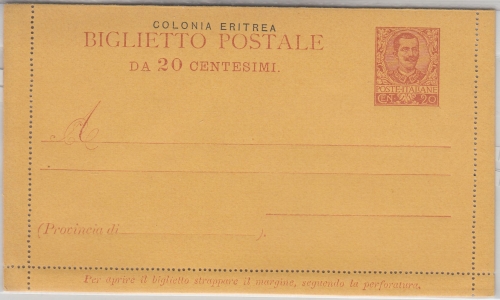 COLONIA ERITREA
BIGLIETTO POSTALE
DA 20 CENTESIMI.
POSTE ITALIANE
CEN. 20
A
(Provincia di ).
Per aprire il biglietto strappare il margine, seguendo la perforatura.